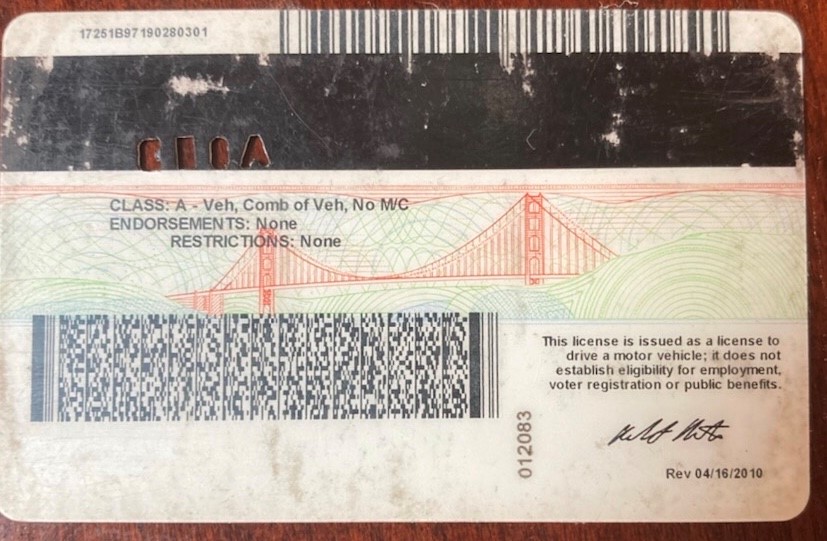 17251B97190280301
CLASS: A - Veh, Comb of Veh, No M/C
ENDORSEMENTS: None
RESTRICTIONS: None
This license is issued as a license to
drive a motor vehicle; it does not
establish eligibility for employment,
voter registration or public benefits.
012083
Rev 04/16/2010